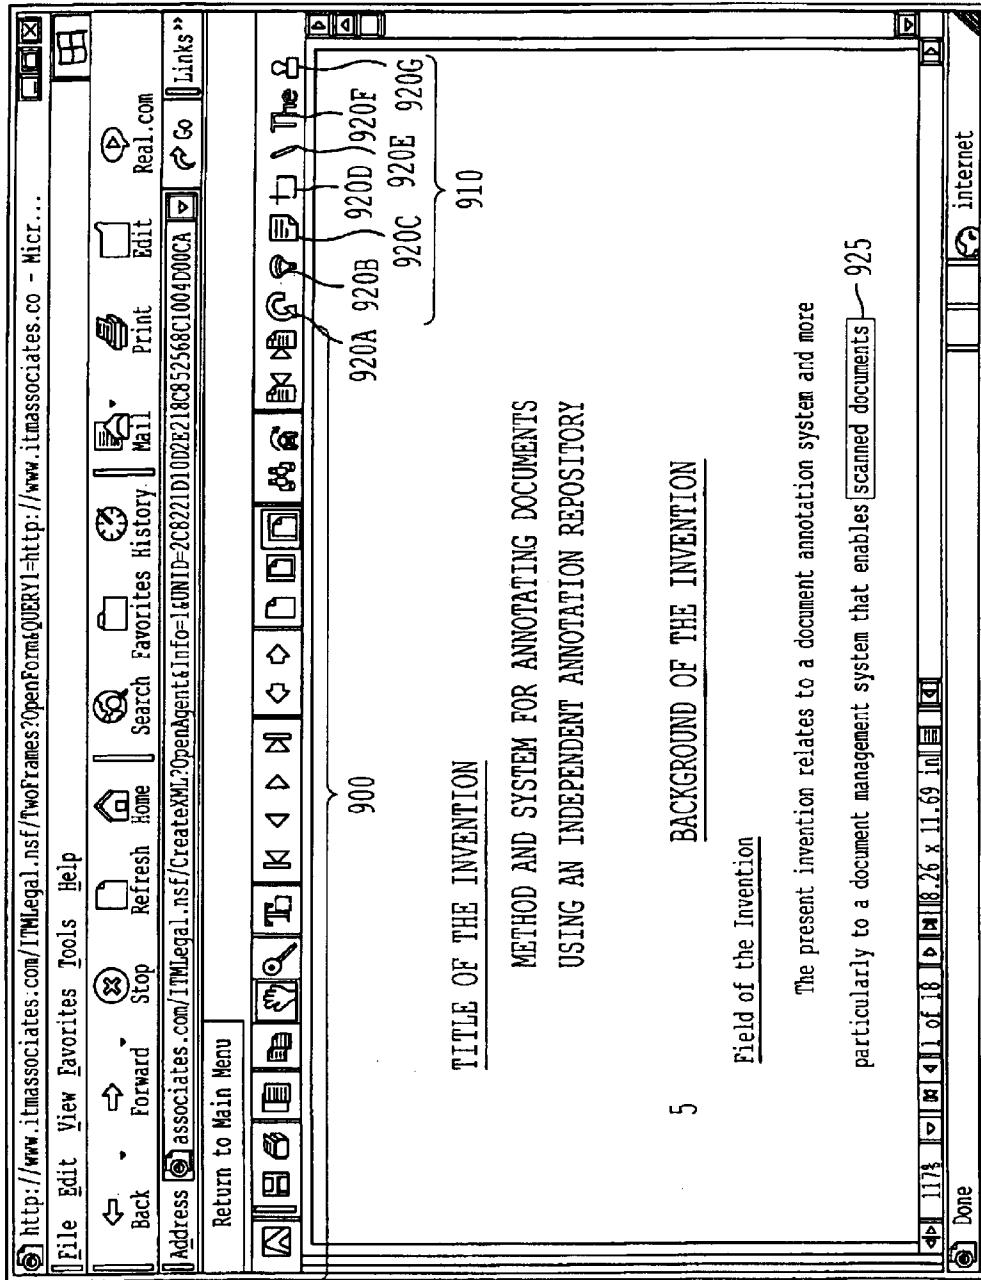 http://www.itmassociates.com/ITMLegal.nsf/TwoFrames?OpenForm&QUERY1=http://www.itmassociates.co - Micr...
File Edit View Favorites Tools Help
Back Forward Stop Refresh Home Search Favorites History Mail Print Edit Real.com
Address associates.com/ITMLegal.nsf/CreateXML?OpenAgent&Info=1&UNID=2C8221D10D2E218C852568C1004D00CA Go Links»
Return to Main Menu
T The
900
920A 920B 920C 920D 920E 920F 920G
910
TITLE OF THE INVENTION
METHOD AND SYSTEM FOR ANNOTATING DOCUMENTS
USING AN INDEPENDENT ANNOTATION REPOSITORY
5
BACKGROUND OF THE INVENTION
Field of the Invention
The present invention relates to a document annotation system and more
particularly to a document management system that enables scanned documents 925
117% 1 of 18 8.26 x 11.69 in
Done internet